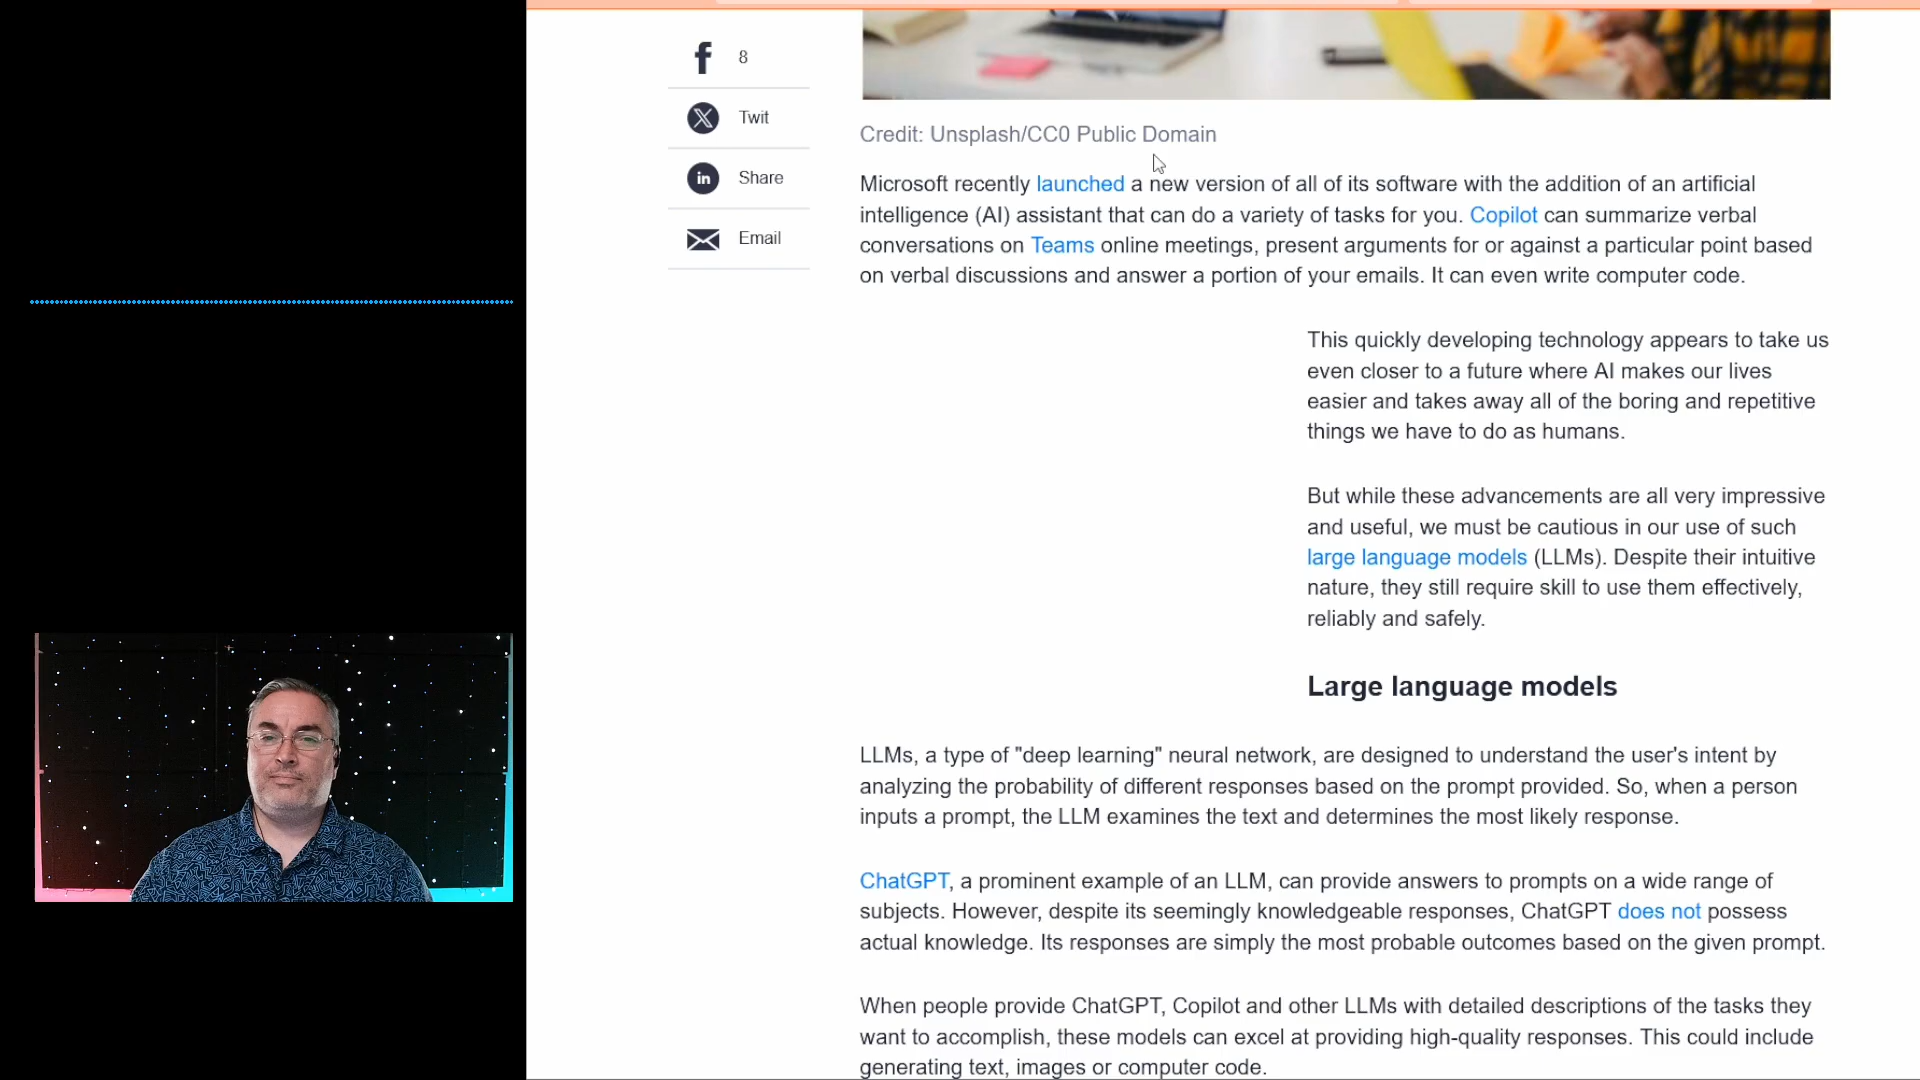 8
Twit
Share
in
Email
Credit: Unsplash/CC0 Public Domain
Microsoft recently launched a new version of all of its software with the addition of an artificial
intelligence (AI) assistant that can do a variety of tasks for you. Copilot can summarize verbal
conversations on Teams online meetings, present arguments for or against a particular point based
on verbal discussions and answer a portion of your emails. It can even write computer code.
This quickly developing technology appears to take us
even closer to a future where AI makes our lives
easier and takes away all of the boring and repetitive
things we have to do as humans.
But while these advancements are all very impressive
and useful, we must be cautious in our use of such
large language models (LLMs). Despite their intuitive
nature, they still require skill to use them effectively,
reliably and safely.
Large language models
LLMs, a type of "deep learning" neural network, are designed to understand the user's intent by
analyzing the probability of different responses based on the prompt provided. So, when a person
inputs a prompt, the LLM examines the text and determines the most likely response.
ChatGPT, a prominent example of an LLM, can provide answers to prompts on a wide range of
subjects. However, despite its seemingly knowledgeable responses, ChatGPT does not possess
actual knowledge. Its responses are simply the most probable outcomes based on the given prompt.
When people provide ChatGPT, Copilot and other LLMs with detailed descriptions of the tasks they
want to accomplish, these models can excel at providing high-quality responses. This could include
generating text, images or computer code.